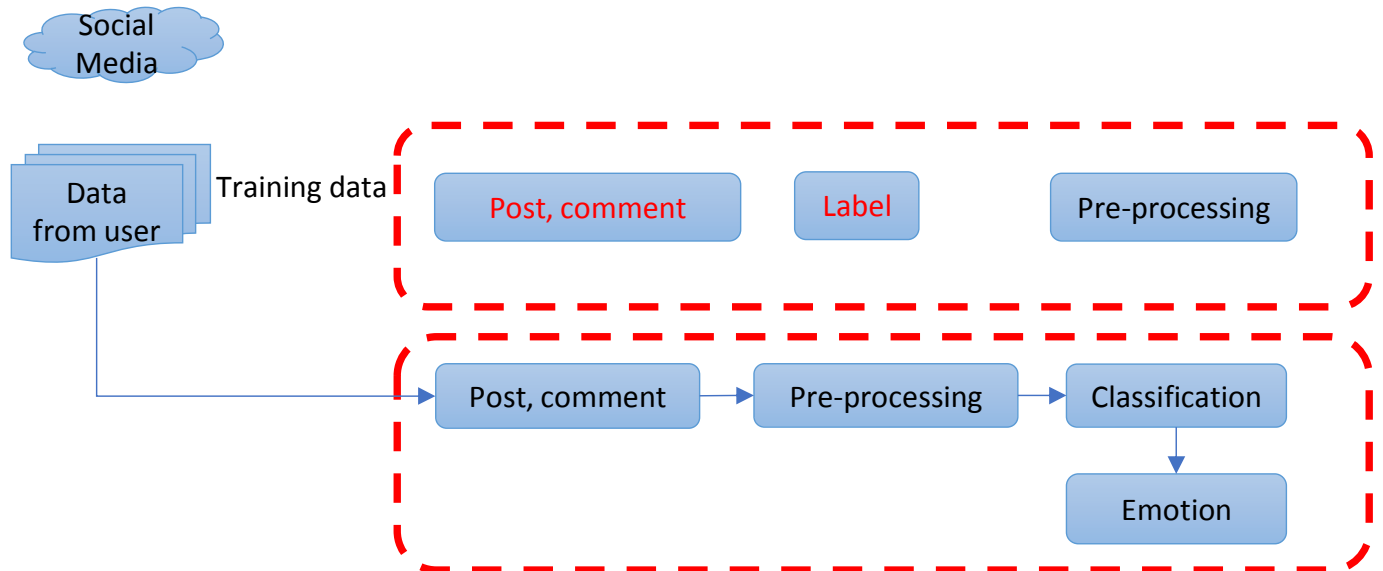 Social
Media
Data
from user
Training data
Post, comment
Label
Pre-processing
Post, comment
Pre-processing
Classification
Emotion